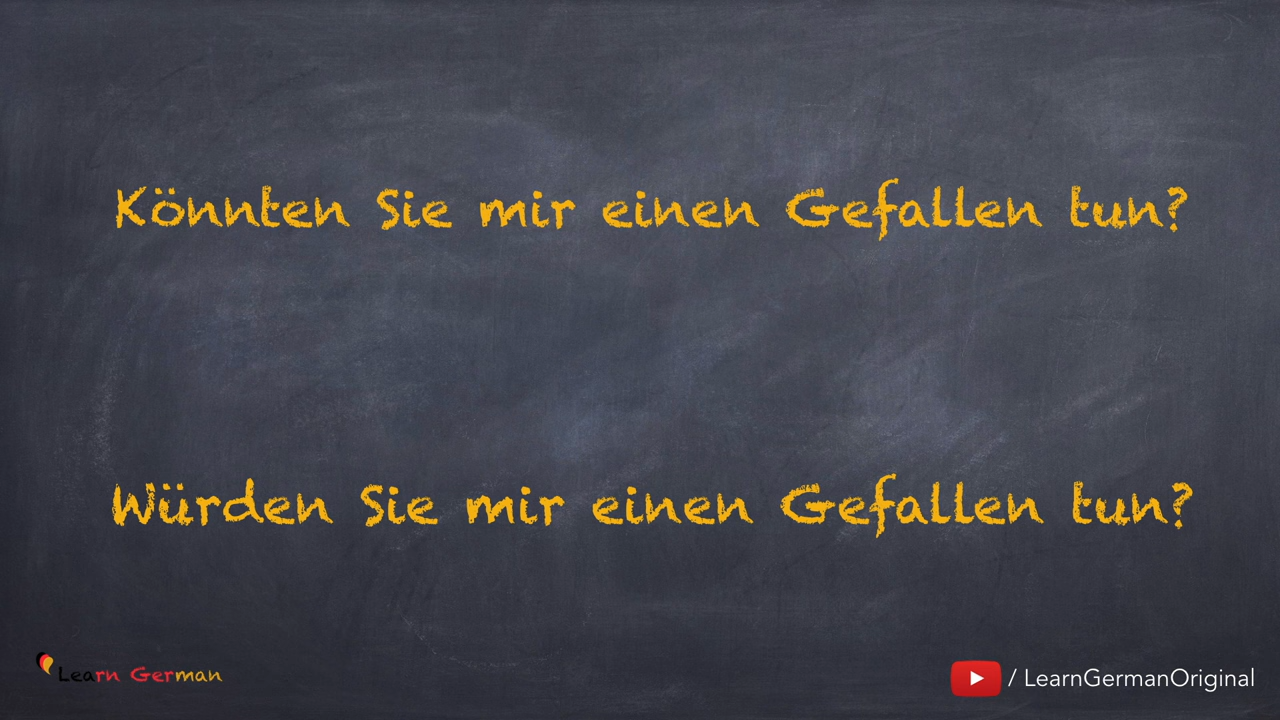 Könnten Sie mir einen Gefallen tun?
Würden Sie mir einen Gefallen tun?
Learn German
/ LearnGermanOriginal